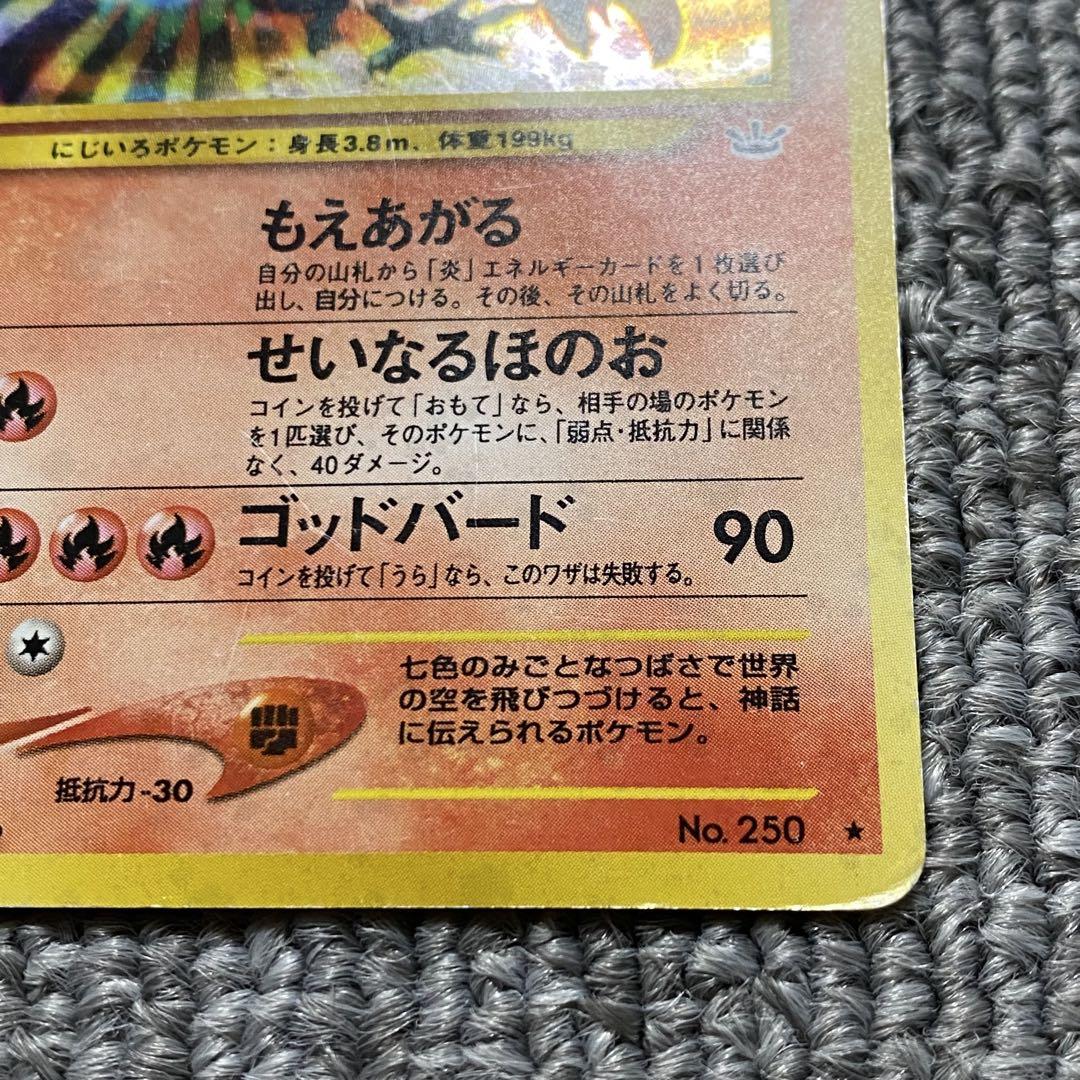 にじいろポケモン：身長3.8m、体重199kg
もえあがる
自分の山札から「炎」エネルギーカードを1枚選び
出し、自分につける。その後、その山札をよく切る。
せいなるほのお
コインを投げて「おもて」なら、相手の場のポケモン
を1匹選び、そのポケモンに、「弱点・抵抗力」に関係
なく、40ダメージ。
ゴッドバード 90
コインを投げて「うら」なら、このワザは失敗する。
七色のみごとなつばさで世界
の空を飛びつづけると、神話
に伝えられるポケモン。
抵抗力-30
No. 250 ★